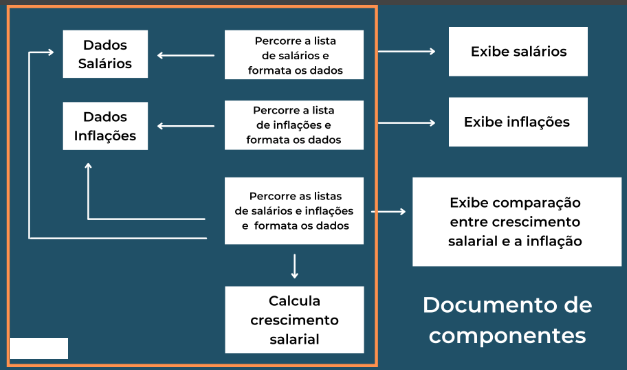 Dados
Salários
Percorre a lista
de salários e
formata os dados
Exibe salários
Dados
Inflações
Percorre a lista
de inflações e
formata os dados
Exibe inflações
Percorre as listas
de salários e inflações
e formata os dados
Exibe comparação
entre crescimento
salarial e a inflação
Calcula
crescimento
salarial
Documento de
componentes